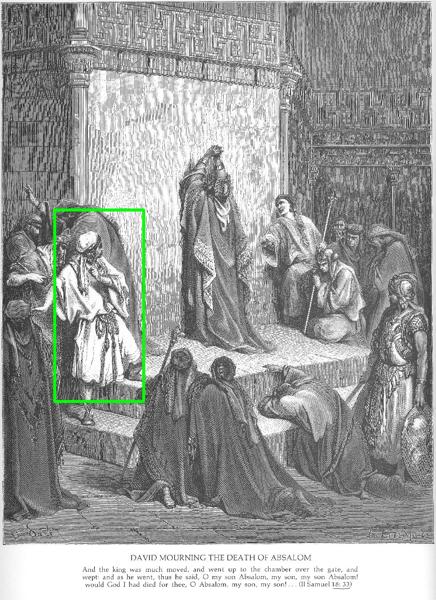 DAVID MOURNING THE DEATH OF ABSALOM
And the king was much moved, and went up to the chamber over the gate, and
wept: and as he went, thus he said, O my son Absalom, my son, my son Absalom!
would God I had died for thee, O Absalom, my son, my son! . . . (II Samuel 18: 33)